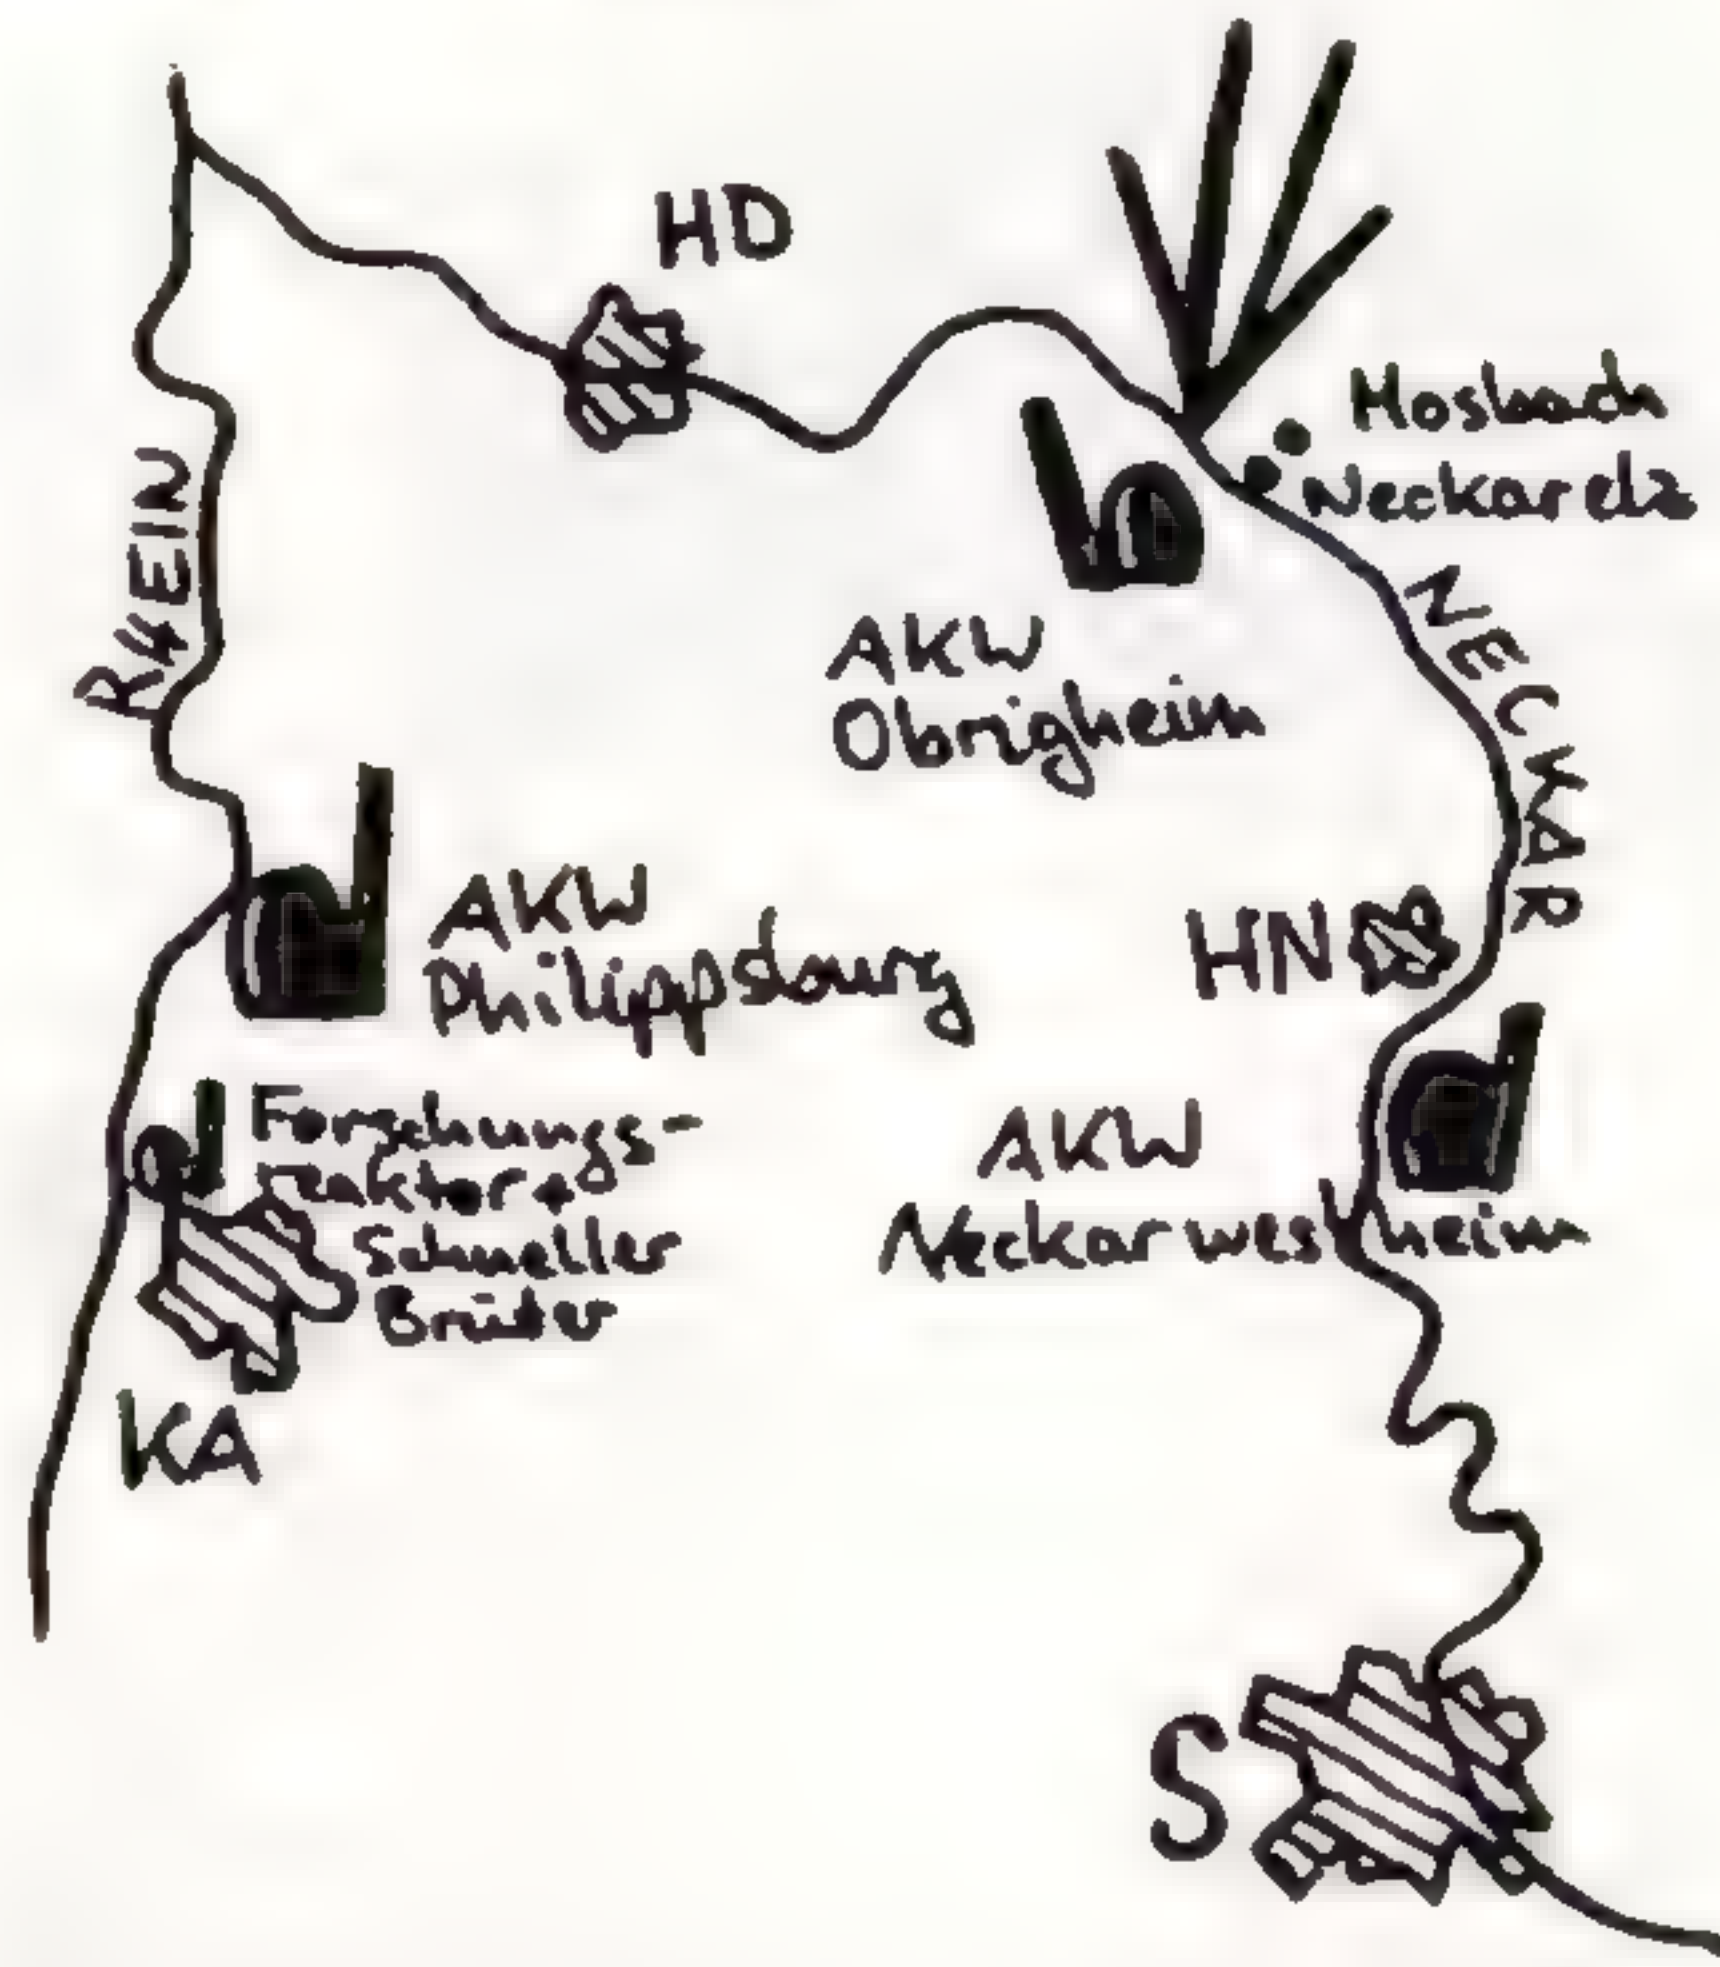 HD
Mosbach
Neckarelz
RHEIN
NECKAR
AKW
Obrigheim
AKW
Philippsburg
HN
Forschungs-
reaktor +
Schneller
Brüter
KA
AKW
Neckarwestheim
S